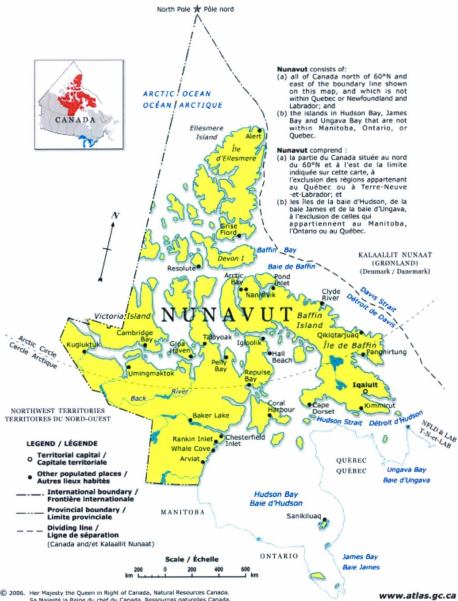 North Pole ★ Pôle nord
Nunavut consists of:
(a) all of Canada north of 60°N and
east of the boundary line shown
on this map, and which is not
within Quebec or Newfoundland and
Labrador; and
(b) the islands in Hudson Bay, James
Bay and Ungava Bay that are not
within Manitoba, Ontario, or
Quebec.
Nunavut comprend :
(a) la partie du Canada située au nord
du 60°N et à l'est de la limite
indiquée sur cette carte, à
l'exclusion des régions appartenant
au Québec ou à Terre-Neuve
-et-Labrador; et
(b) les îles de la baie d'Hudson, de la
baie James et de la baie d'Ungava,
à l'exclusion de celles qui
appartiennent au Manitoba,
l'Ontario ou au Québec.
CANADA
ARCTIC OCEAN
OCÉAN ARCTIQUE
Ellesmere
Island
Alert
Île
d'Ellesmere
N
Grise
Fiord
Devon I
Baffin Bay
Baie de Baffin
KALAALLIT NUNAAT
(GRØNLAND)
(Denmark / Danemark)
Resolute
Arctic
Bay
Nanisivik
Pond
Inlet
Clyde
River
Davis Strait
Détroit de Davis
NUNAVUT
Victoria Island
Baffin
Island
Île de Baffin
Qikiqtarjuaq
Panghirtung
Arctic Circle
Cercle Arctique
Kugluktuk
Cambridge
Bay
Gjoa
Haven
Taloyoak
Igloolik
Hall
Beach
Umingmaktok
Pelly
Bay
Repulse
Bay
Iqaluit
Kimmirut
Cape
Dorset
Coral
Harbour
Back River
NORTHWEST TERRITORIES
TERRITOIRES DU NORD-OUEST
Baker Lake
Hudson Strait Détroit d'Hudson
NFLD & LAB
T-N-et-LAB
Rankin Inlet
Chesterfield
Inlet
Whale Cove
Arviat
QUEBEC
QUÉBEC
Ungava Bay
Baie d'Ungava
LEGEND / LÉGENDE
Territorial capital /
Capitale territoriale
Other populated places /
Autres lieux habités
International boundary /
Frontière internationale
Provincial boundary /
Limite provinciale
Dividing line /
Ligne de séparation
(Canada and/et Kalaallit Nunaat)
Hudson Bay
Baie d'Hudson
MANITOBA
Sanikiluaq
ONTARIO
James Bay
Baie James
Scale / Échelle
200 0 200 400 600
km km
© 2006. Her Majesty the Queen in Right of Canada, Natural Resources Canada.
Sa Majesté la Reine du chef du Canada, Ressources naturelles Canada.
www.atlas.gc.ca